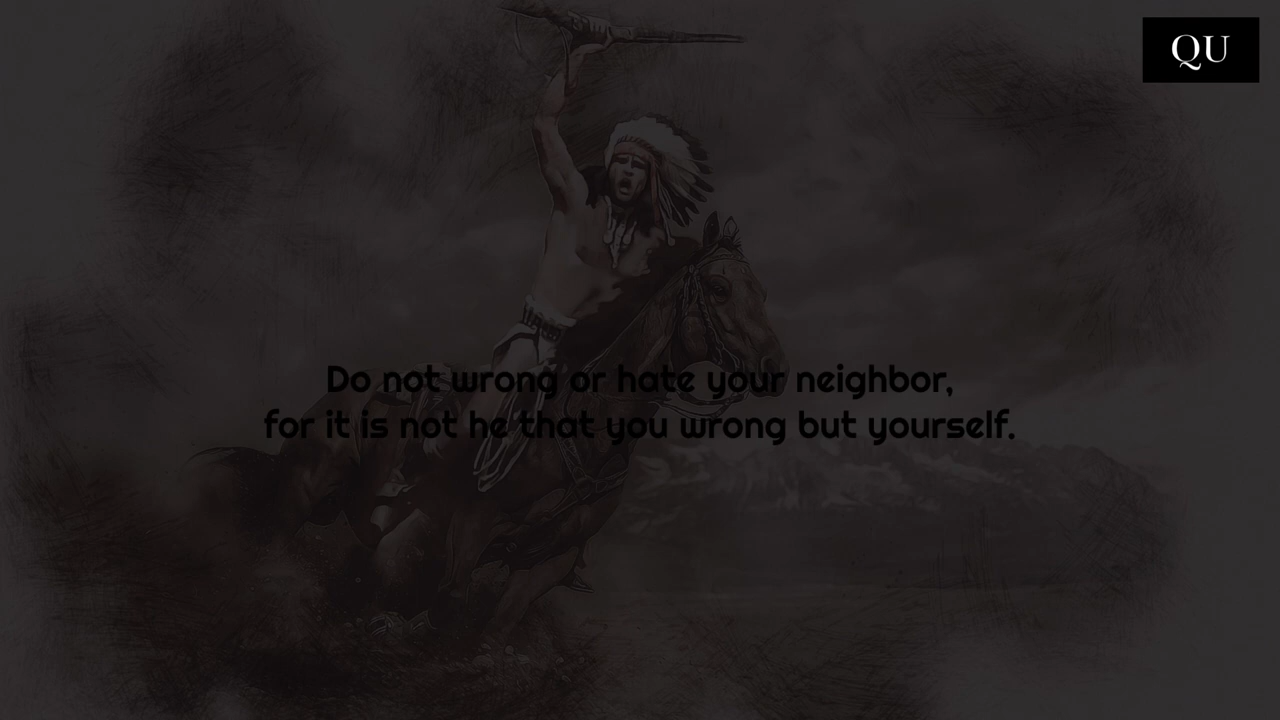 QU
Do not wrong or hate your neighbor,
for it is not he that you wrong but yourself.